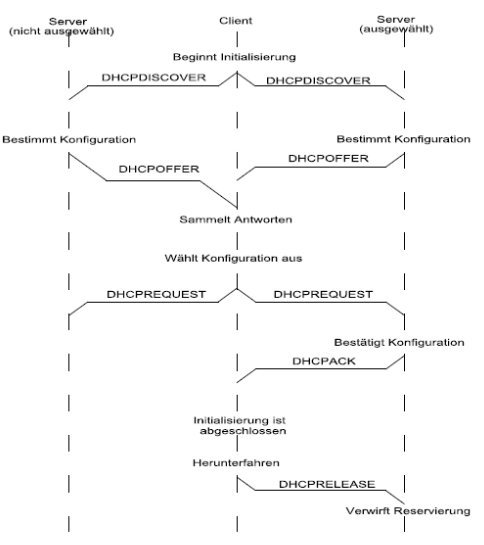 Server
(nicht ausgewählt)
Client
Server
(ausgewählt)
Beginnt Initialisierung
DHCPDISCOVER
DHCPDISCOVER
Bestimmt Konfiguration
Bestimmt Konfiguration
DHCPOFFER
DHCPOFFER
Sammelt Antworten
Wählt Konfiguration aus
DHCPREQUEST
DHCPREQUEST
Bestätigt Konfiguration
DHCPACK
Initialisierung ist
abgeschlossen
Herunterfahren
DHCPRELEASE
Verwirft Reservierung